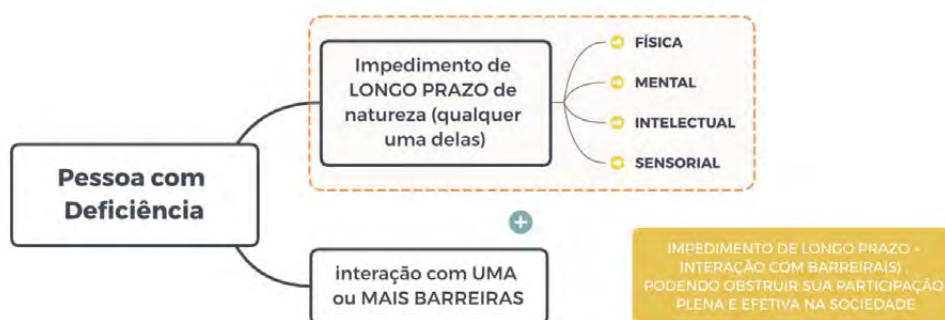 Pessoa com
Deficiência
Impedimento de
LONGO PRAZO de
natureza (qualquer
uma delas)
FÍSICA
MENTAL
INTELECTUAL
SENSORIAL
interação com UMA
ou MAIS BARREIRAS
IMPEDIMENTO DE LONGO PRAZO +
INTERAÇÃO COM BARREIRA(S)
PODENDO OBSTRUIR SUA PARTICIPAÇÃO
PLENA E EFETIVA NA SOCIEDADE